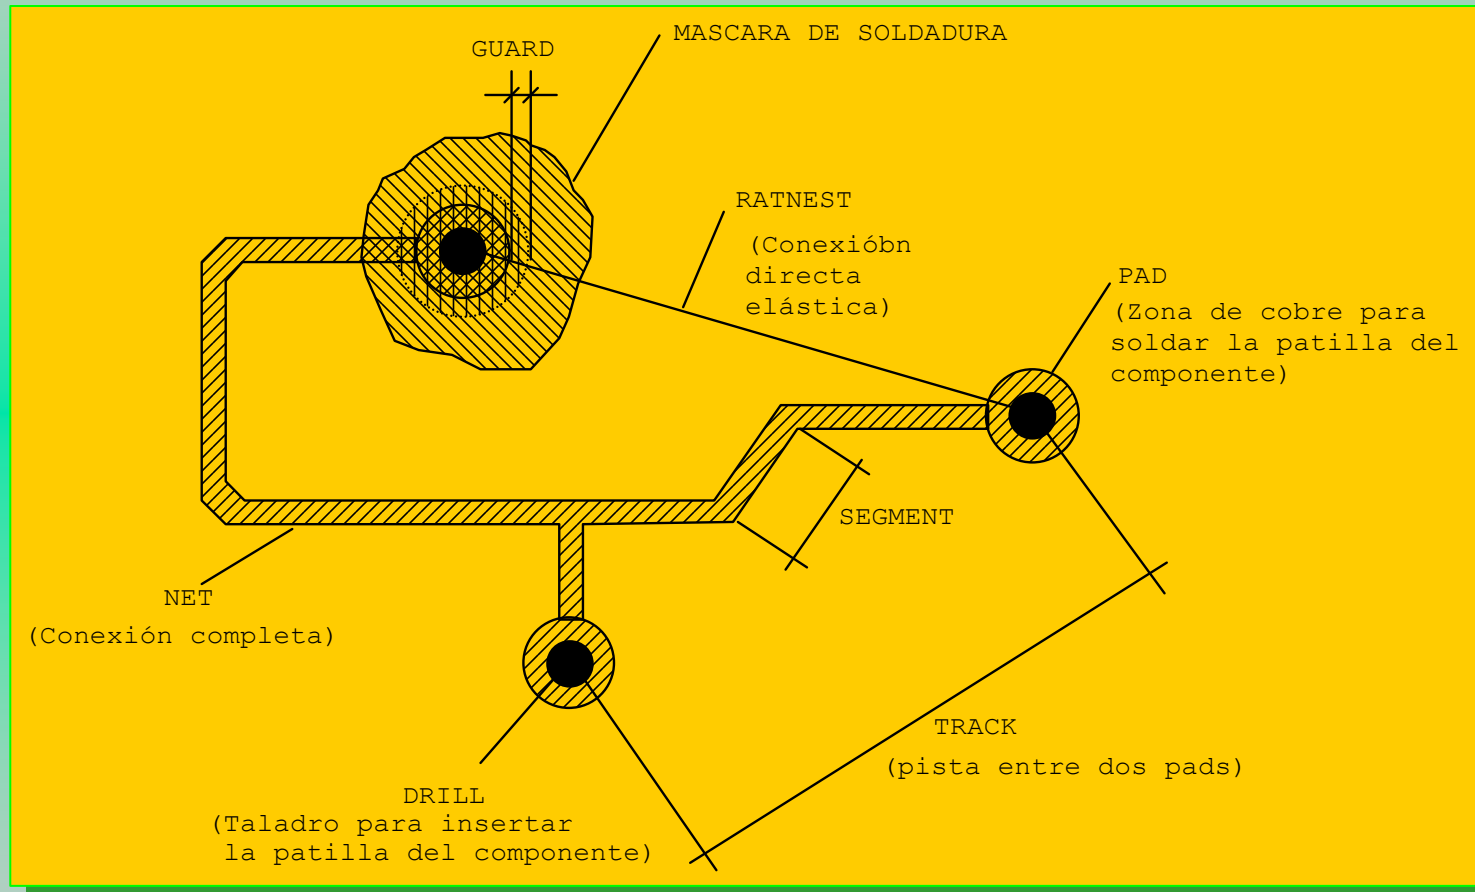 MASCARA DE SOLDADURA
GUARD
RATNEST
(Conexióbn
directa
elástica)
PAD
(Zona de cobre para
soldar la patilla del
componente)
SEGMENT
NET
(Conexión completa)
TRACK
(pista entre dos pads)
DRILL
(Taladro para insertar
la patilla del componente)